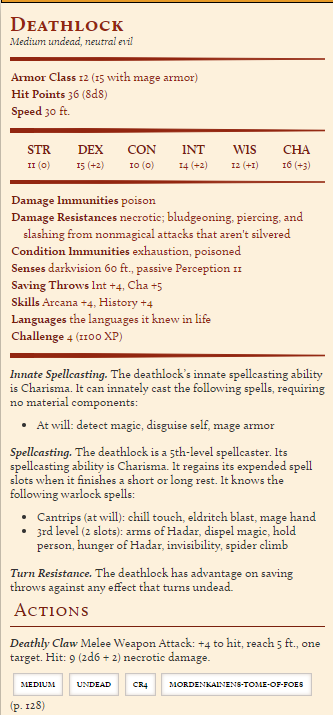 Deathlock
Medium undead, neutral evil
Armor Class 12 (15 with mage armor)
Hit Points 36 (8d8)
Speed 30 ft.
STR DEX CON INT WIS CHA
11 (0) 15 (+2) 10 (0) 14 (+2) 12 (+1) 16 (+3)
Damage Immunities poison
Damage Resistances necrotic; bludgeoning, piercing, and
slashing from nonmagical attacks that aren't silvered
Condition Immunities exhaustion, poisoned
Senses darkvision 60 ft., passive Perception 11
Saving Throws Int +4, Cha +5
Skills Arcana +4, History +4
Languages the languages it knew in life
Challenge 4 (1100 XP)
Innate Spellcasting. The deathlock's innate spellcasting ability
is Charisma. It can innately cast the following spells, requiring
no material components:
• At will: detect magic, disguise self, mage armor
Spellcasting. The deathlock is a 5th-level spellcaster. Its
spellcasting ability is Charisma. It regains its expended spell
slots when it finishes a short or long rest. It knows the
following warlock spells:
• Cantrips (at will): chill touch, eldritch blast, mage hand
• 3rd level (2 slots): arms of Hadar, dispel magic, hold
person, hunger of Hadar, invisibility, spider climb
Turn Resistance. The deathlock has advantage on saving
throws against any effect that turns undead.
Actions
Deathly Claw Melee Weapon Attack: +4 to hit, reach 5 ft., one
target. Hit: 9 (2d6 + 2) necrotic damage.
MEDIUM UNDEAD CR4 MORDENKAINENS-TOME-OF-FOES
(p. 128)